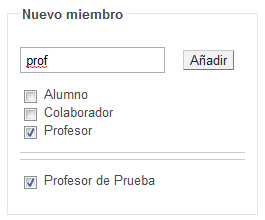 Nuevo miembro
prof
Añadir
Alumno
Colaborador
Profesor
Profesor de Prueba